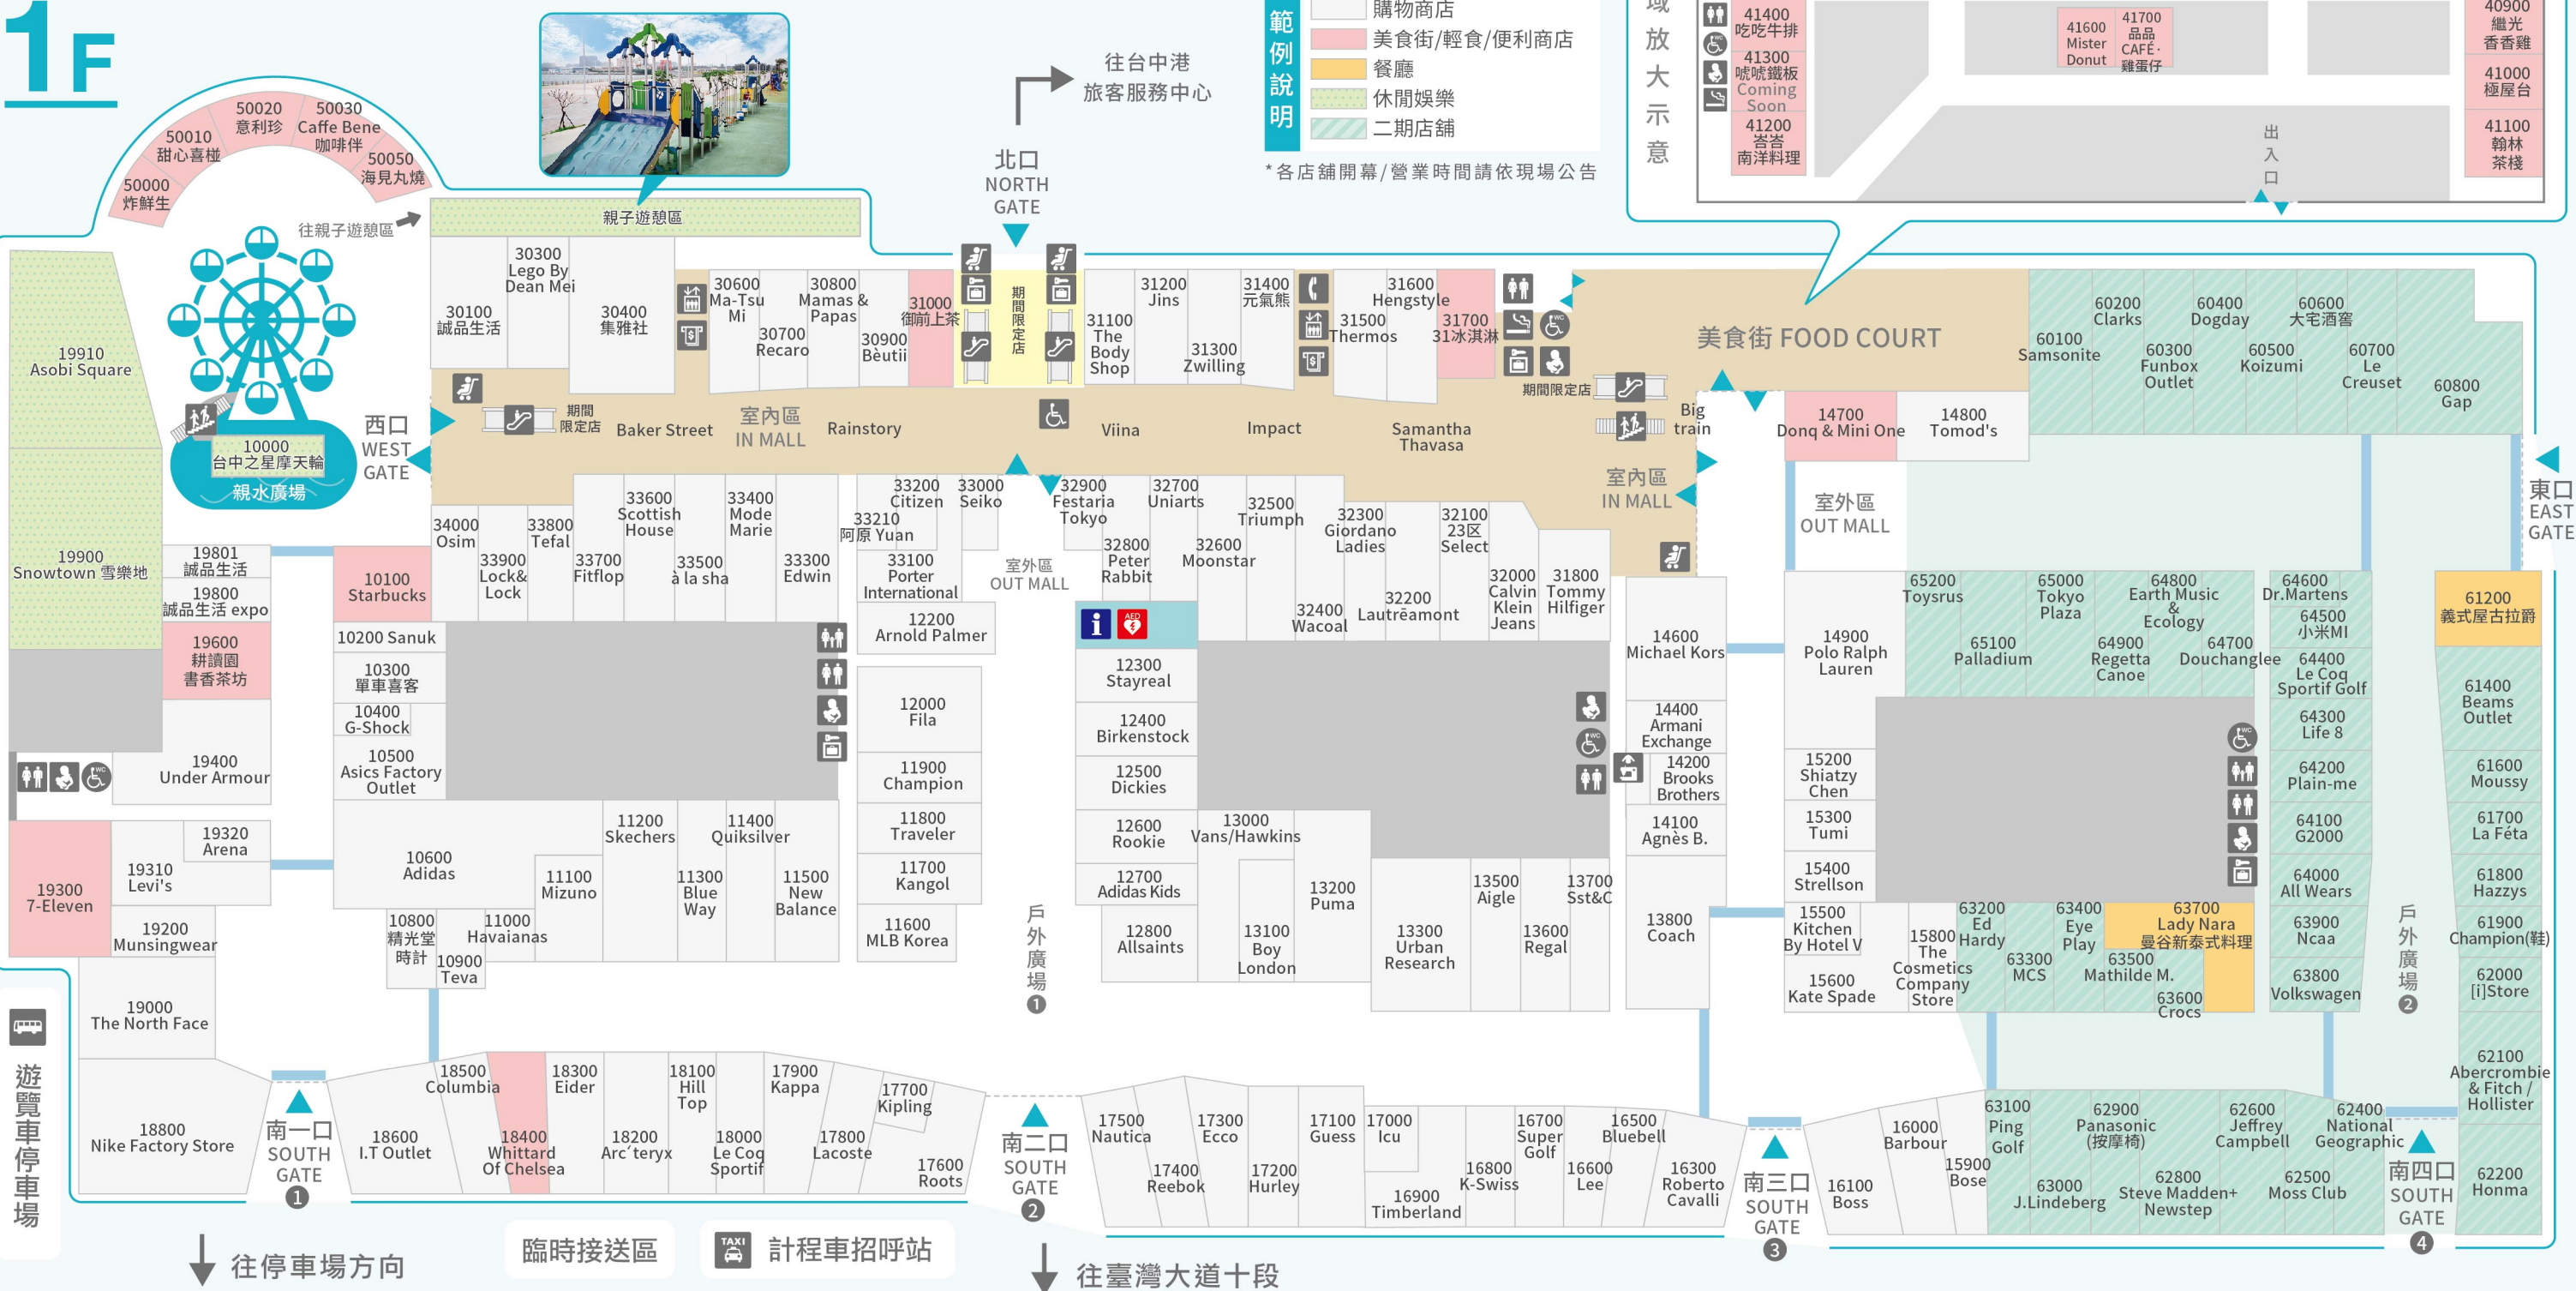 1F
50000
炸鮮生
50010
甜心喜椪
50020
意利珍
50030
Caffe Bene
咖啡伴
50050
海見丸燒
往親子遊憩區
親子遊憩區
往台中港
旅客服務中心
北口
NORTH
GATE
範例說明
購物商店
美食街/輕食/便利商店
餐廳
休閒娛樂
二期店舖
*各店舖開幕/營業時間請依現場公告
域放大示意
41400
吃吃牛排
41300
唬唬鐵板
Coming
Soon
41200
峇峇
南洋料理
41600
Mister
Donut
41700
品品
CAFÉ·
雞蛋仔
40900
繼光
香香雞
41000
極屋台
41100
翰林
茶棧
出入口
19910
Asobi Square
19900
Snowtown 雪樂地
10000
台中之星摩天輪
親水廣場
西口
WEST
GATE
30100
誠品生活
30300
Lego By
Dean Mei
30400
集雅社
30600
Ma-Tsu
Mi
30700
Recaro
30800
Mamas &
Papas
30900
Bèutii
31000
御前上茶
期間限定店
31100
The
Body
Shop
31200
Jins
31300
Zwilling
31400
元氣熊
31500
Thermos
31600
Hengstyle
31700
31冰淇淋
期間限定店
美食街 FOOD COURT
期間
限定店
Baker Street
室內區
IN MALL
Rainstory
Viina
Impact
Samantha
Thavasa
Big
train
室內區
IN MALL
14700
Donq & Mini One
14800
Tomod's
室外區
OUT MALL
60100
Samsonite
60200
Clarks
60300
Funbox
Outlet
60400
Dogday
60500
Koizumi
60600
大宅酒窖
60700
Le
Creuset
60800
Gap
東口
EAST
GATE
34000
Osim
33900
Lock&
Lock
33800
Tefal
33700
Fitflop
33600
Scottish
House
33500
à la sha
33400
Mode
Marie
33300
Edwin
33200
Citizen
33210
阿原 Yuan
33100
Porter
International
33000
Seiko
室外區
OUT MALL
32900
Festaria
Tokyo
32800
Peter
Rabbit
32700
Uniarts
32600
Moonstar
32500
Triumph
32400
Wacoal
32300
Giordano
Ladies
32200
Lautrēamont
32100
23区
Select
32000
Calvin
Klein
Jeans
31800
Tommy
Hilfiger
19801
誠品生活
19800
誠品生活 expo
19600
耕讀園
書香茶坊
19400
Under Armour
19320
Arena
19310
Levi's
19300
7-Eleven
19200
Munsingwear
19000
The North Face
18800
Nike Factory Store
10100
Starbucks
10200 Sanuk
10300
單車喜客
10400
G-Shock
10500
Asics Factory
Outlet
10600
Adidas
10800
精光堂
時計
10900
Teva
11000
Havaianas
11100
Mizuno
11200
Skechers
11300
Blue
Way
11400
Quiksilver
11500
New
Balance
12200
Arnold Palmer
12000
Fila
11900
Champion
11800
Traveler
11700
Kangol
11600
MLB Korea
戶外廣場
1
i
AED
12300
Stayreal
12400
Birkenstock
12500
Dickies
12600
Rookie
12700
Adidas Kids
12800
Allsaints
13000
Vans/Hawkins
13100
Boy
London
13200
Puma
13300
Urban
Research
13500
Aigle
13600
Regal
13700
Sst&C
14600
Michael Kors
14400
Armani
Exchange
14200
Brooks
Brothers
14100
Agnès B.
13800
Coach
14900
Polo Ralph
Lauren
15200
Shiatzy
Chen
15300
Tumi
15400
Strellson
15500
Kitchen
By Hotel V
15600
Kate Spade
15800
The
Cosmetics
Company
Store
65200
Toysrus
65100
Palladium
65000
Tokyo
Plaza
64900
Regetta
Canoe
64800
Earth Music
&
Ecology
64700
Douchanglee
64600
Dr.Martens
64500
小米MI
64400
Le Coq
Sportif Golf
64300
Life 8
64200
Plain-me
64100
G2000
64000
All Wears
63900
Ncaa
63800
Volkswagen
63200
Ed
Hardy
63300
MCS
63400
Eye
Play
63500
Mathilde M.
63600
Crocs
63700
Lady Nara
曼谷新泰式料理
戶外廣場
2
61200
義式屋古拉爵
61400
Beams
Outlet
61600
Moussy
61700
La Féta
61800
Hazzys
61900
Champion(鞋)
62000
[i]Store
62100
Abercrombie
& Fitch /
Hollister
62200
Honma
遊覽車停車場
南一口
SOUTH
GATE
1
18600
I.T Outlet
18500
Columbia
18400
Whittard
Of Chelsea
18300
Eider
18200
Arc´teryx
18100
Hill
Top
18000
Le Coq
Sportif
17900
Kappa
17800
Lacoste
17700
Kipling
17600
Roots
南二口
SOUTH
GATE
2
17500
Nautica
17400
Reebok
17300
Ecco
17200
Hurley
17100
Guess
17000
Icu
16900
Timberland
16800
K-Swiss
16700
Super
Golf
16600
Lee
16500
Bluebell
16300
Roberto
Cavalli
南三口
SOUTH
GATE
3
16100
Boss
16000
Barbour
15900
Bose
63100
Ping
Golf
63000
J.Lindeberg
62900
Panasonic
(按摩椅)
62800
Steve Madden+
Newstep
62600
Jeffrey
Campbell
62500
Moss Club
62400
National
Geographic
南四口
SOUTH
GATE
4
往停車場方向
臨時接送區
TAXI
計程車招呼站
往臺灣大道十段